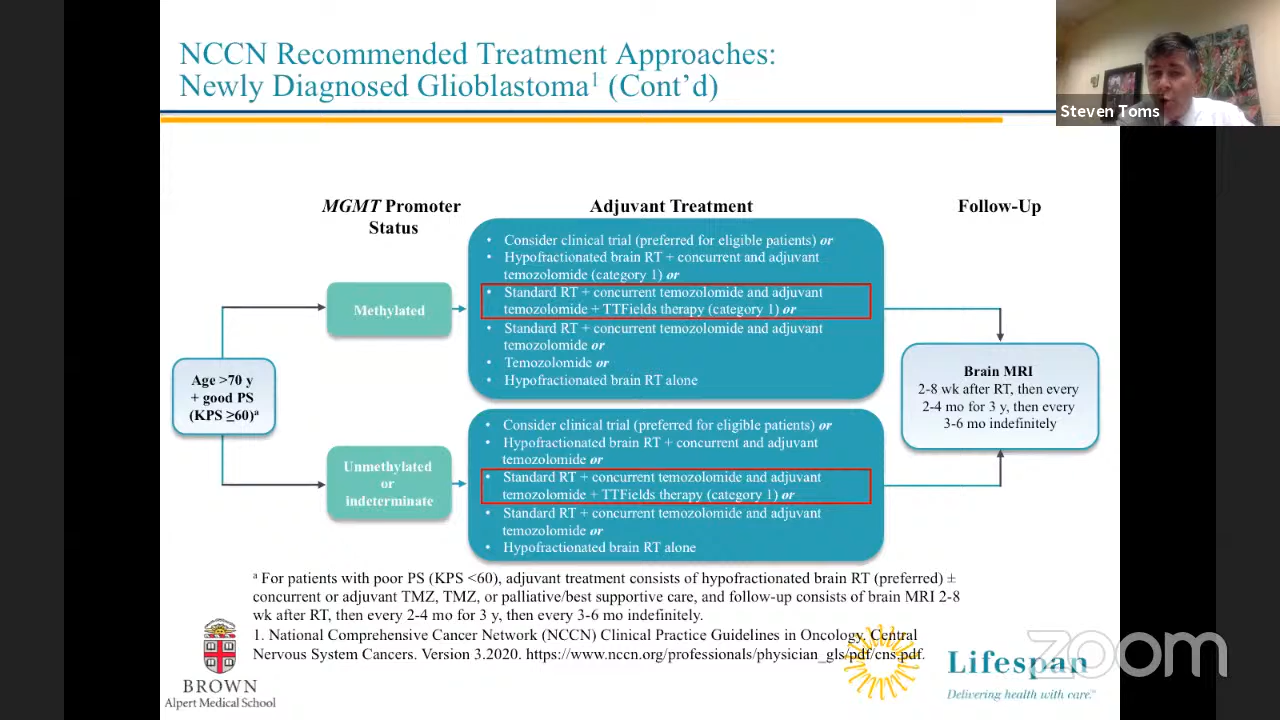 NCCN Recommended Treatment Approaches:
Newly Diagnosed Glioblastoma1 (Cont’d)
Steven Toms
MGMT Promoter
Status
Adjuvant Treatment
Follow-Up
Age >70 y
+ good PS
(KPS ≥60)a
Methylated
• Consider clinical trial (preferred for eligible patients) or
• Hypofractionated brain RT + concurrent and adjuvant
temozolomide (category 1) or
• Standard RT + concurrent temozolomide and adjuvant
temozolomide + TTFields therapy (category 1) or
• Standard RT + concurrent temozolomide and adjuvant
temozolomide or
• Temozolomide or
• Hypofractionated brain RT alone
Unmethylated
or
indeterminate
• Consider clinical trial (preferred for eligible patients) or
• Hypofractionated brain RT + concurrent and adjuvant
temozolomide or
• Standard RT + concurrent temozolomide and adjuvant
temozolomide + TTFields therapy (category 1) or
• Standard RT + concurrent temozolomide and adjuvant
temozolomide or
• Hypofractionated brain RT alone
Brain MRI
2-8 wk after RT, then every
2-4 mo for 3 y, then every
3-6 mo indefinitely
a For patients with poor PS (KPS <60), adjuvant treatment consists of hypofractionated brain RT (preferred) ±
concurrent or adjuvant TMZ, TMZ, or palliative/best supportive care, and follow-up consists of brain MRI 2-8
wk after RT, then every 2-4 mo for 3 y, then every 3-6 mo indefinitely.
1. National Comprehensive Cancer Network (NCCN) Clinical Practice Guidelines in Oncology. Central
Nervous System Cancers. Version 3.2020. https://www.nccn.org/professionals/physician_gls/pdf/cns.pdf.
BROWN
Alpert Medical School
Lifespan
Delivering health with care.™
zoom